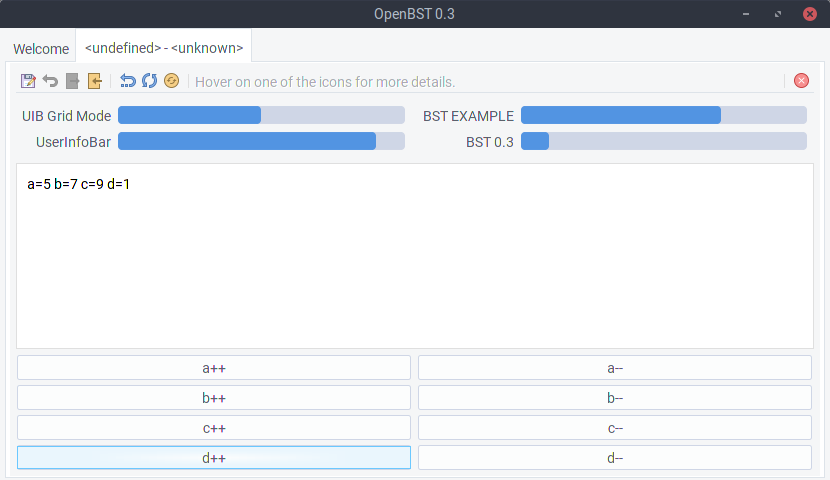 OpenBST 0.3
Welcome
<undefined> - <unknown>
Hover on one of the icons for more details.
UIB Grid Mode
BST EXAMPLE
UserInfoBar
BST 0.3
a=5 b=7 c=9 d=1
a++
a--
b++
b--
c++
c--
d++
d--